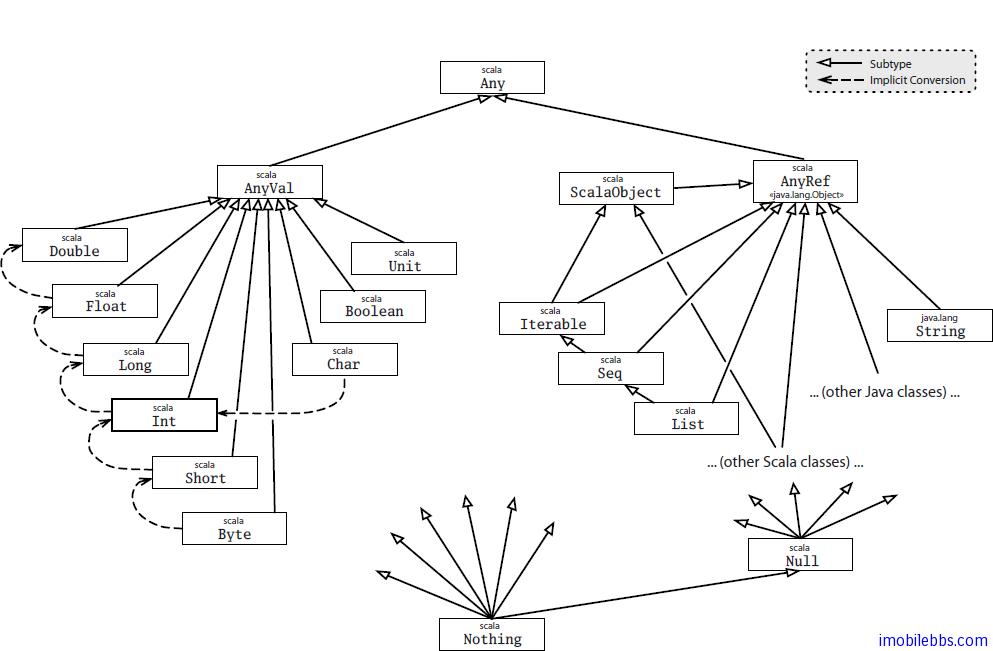 scala
Any
Subtype
Implicit Conversion
scala
AnyVal
scala
ScalaObject
scala
AnyRef
«java.lang.Object»
scala
Double
scala
Unit
scala
Float
scala
Boolean
scala
Iterable
java.lang
String
scala
Long
scala
Char
scala
Seq
... (other Java classes) ...
scala
Int
scala
List
scala
Short
... (other Scala classes) ...
scala
Byte
scala
Null
scala
Nothing
imobilebbs.com